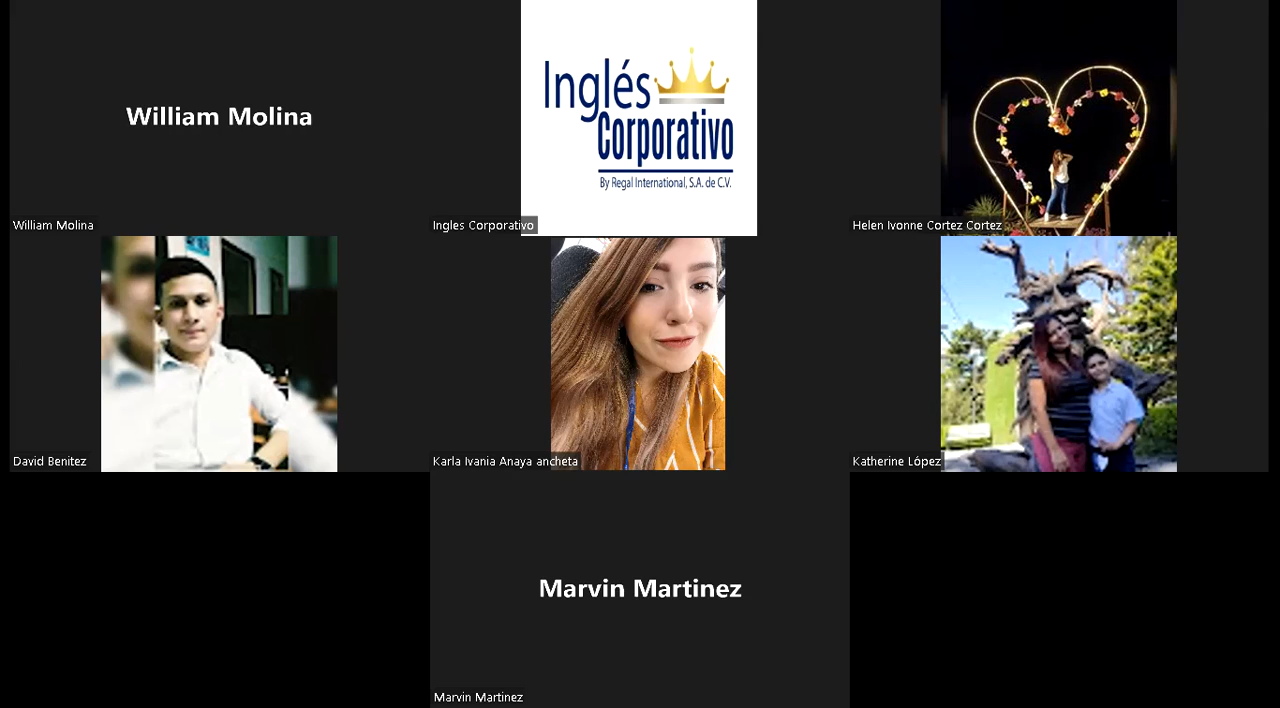 William Molina
William Molina
Inglés
Corporativo
By Regal International, S.A. de C.V.
Ingles Corporativo
Helen Ivonne Cortez Cortez
David Benitez
Karla Ivania Anaya ancheta
Katherine López
Marvin Martinez
Marvin Martinez